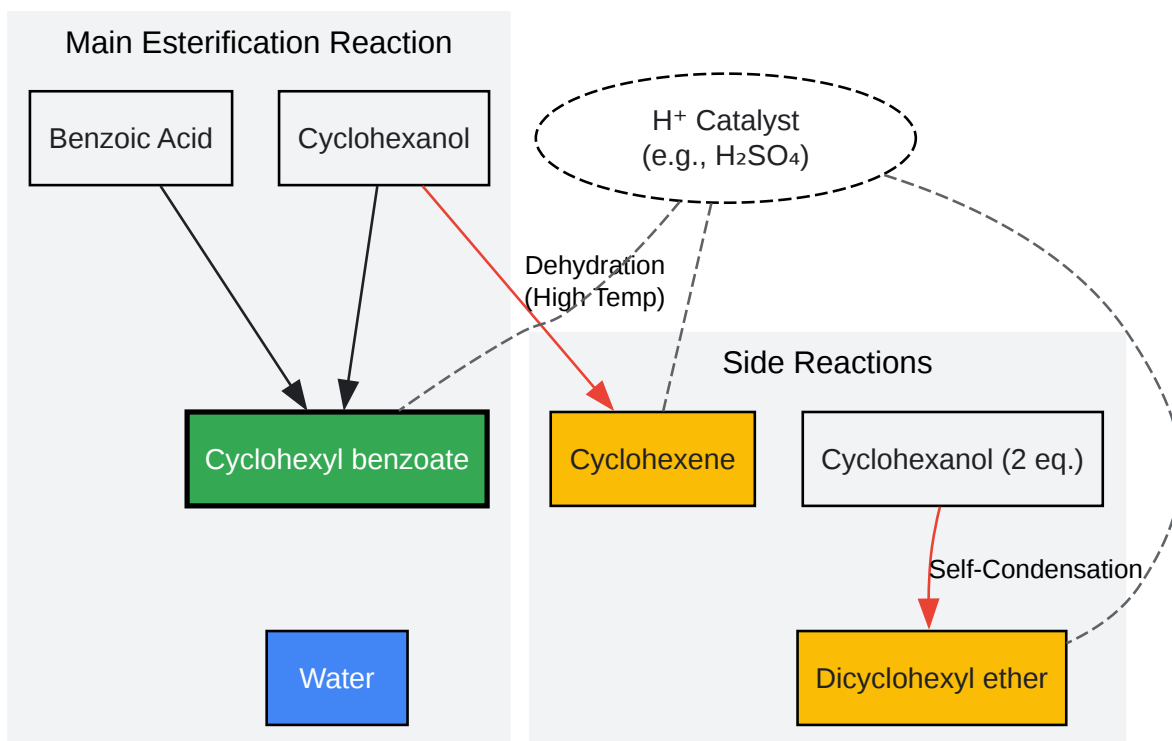 Main Esterification Reaction
Benzoic Acid
Cyclohexanol
H⁺ Catalyst
(e.g., H₂SO₄)
Dehydration
(High Temp)
Side Reactions
Cyclohexyl benzoate
Cyclohexene
Cyclohexanol (2 eq.)
Self-Condensation
Water
Dicyclohexyl ether